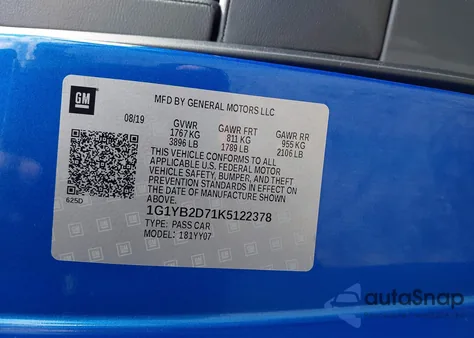 GM
MFD BY GENERAL MOTORS LLC
08/19 GVWR GAWR FRT GAWR RR
1767 KG 811 KG 955 KG
3896 LB 1789 LB 2106 LB
THIS VEHICLE CONFORMS TO ALL
APPLICABLE U.S. FEDERAL MOTOR
VEHICLE SAFETY, BUMPER, AND THEFT
PREVENTION STANDARDS IN EFFECT ON
THE DATE OF MANUFACTURE SHOWN
ABOVE.
625D
1G1YB2D71K5122378
TYPE: PASS CAR
MODEL: 181YY07
autoSnap